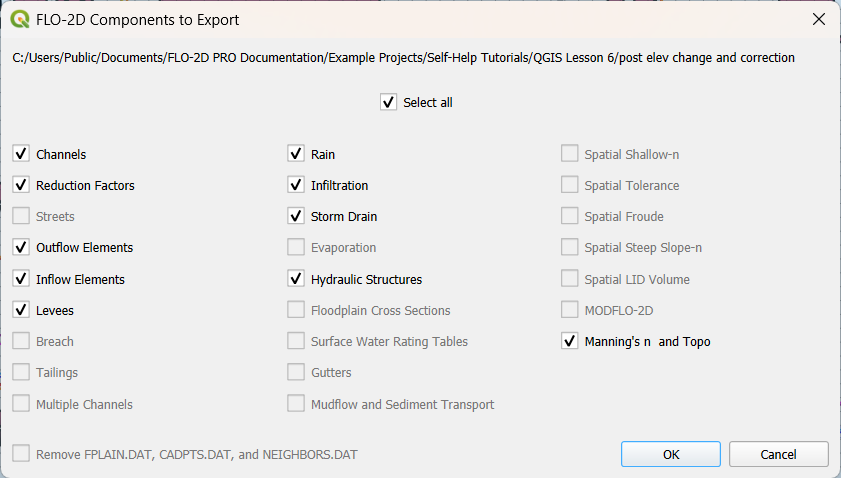 FLO-2D Components to Export
C:/Users/Public/Documents/FLO-2D PRO Documentation/Example Projects/Self-Help Tutorials/QGIS Lesson 6/post elev change and correction
Select all
Channels
Reduction Factors
Streets
Outflow Elements
Inflow Elements
Levees
Breach
Tailings
Multiple Channels
Rain
Infiltration
Storm Drain
Evaporation
Hydraulic Structures
Floodplain Cross Sections
Surface Water Rating Tables
Gutters
Mudflow and Sediment Transport
Spatial Shallow-n
Spatial Tolerance
Spatial Froude
Spatial Steep Slope-n
Spatial LID Volume
MODFLO-2D
Manning's n  and Topo
Remove FPLAIN.DAT, CADPTS.DAT, and NEIGHBORS.DAT
OK
Cancel